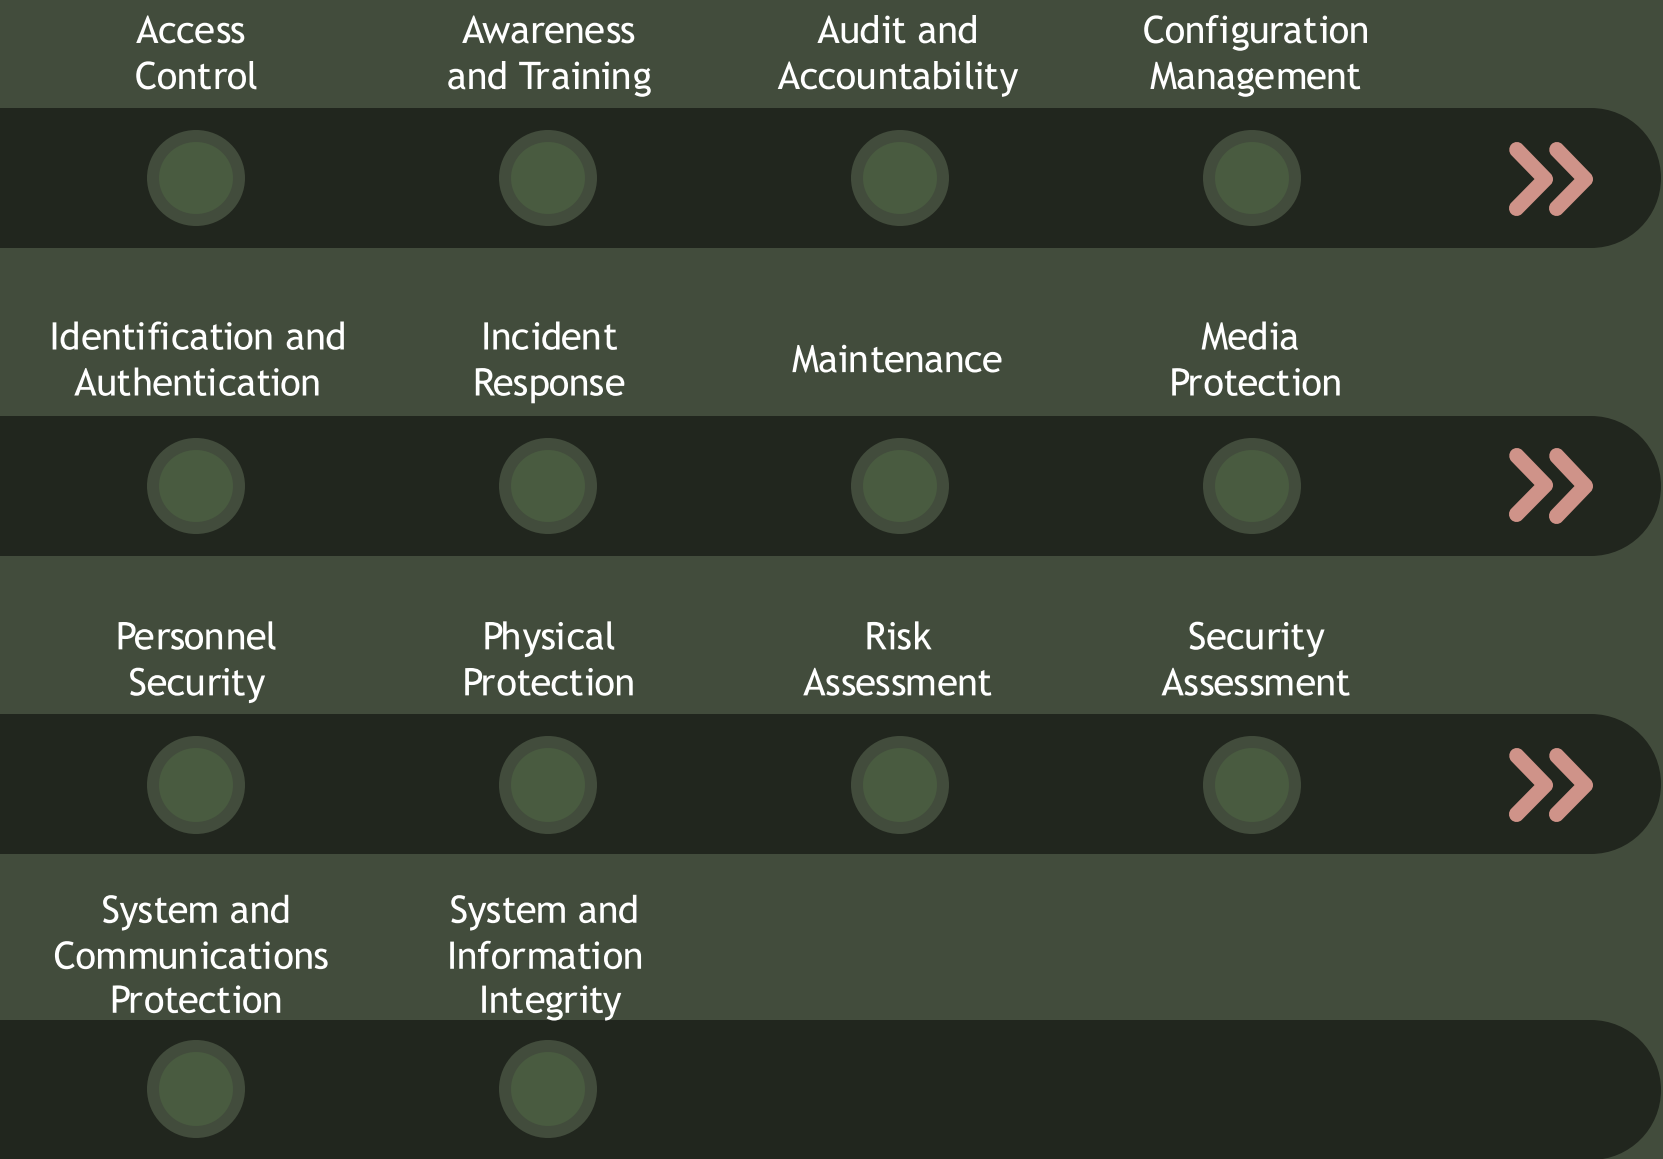 Access
Control
Awareness
and Training
Audit and
Accountability
Configuration
Management
Identification and
Authentication
Incident
Response
Maintenance
Media
Protection
Personnel
Security
Physical
Protection
Risk
Assessment
Security
Assessment
System and
Communications
Protection
System and
Information
Integrity